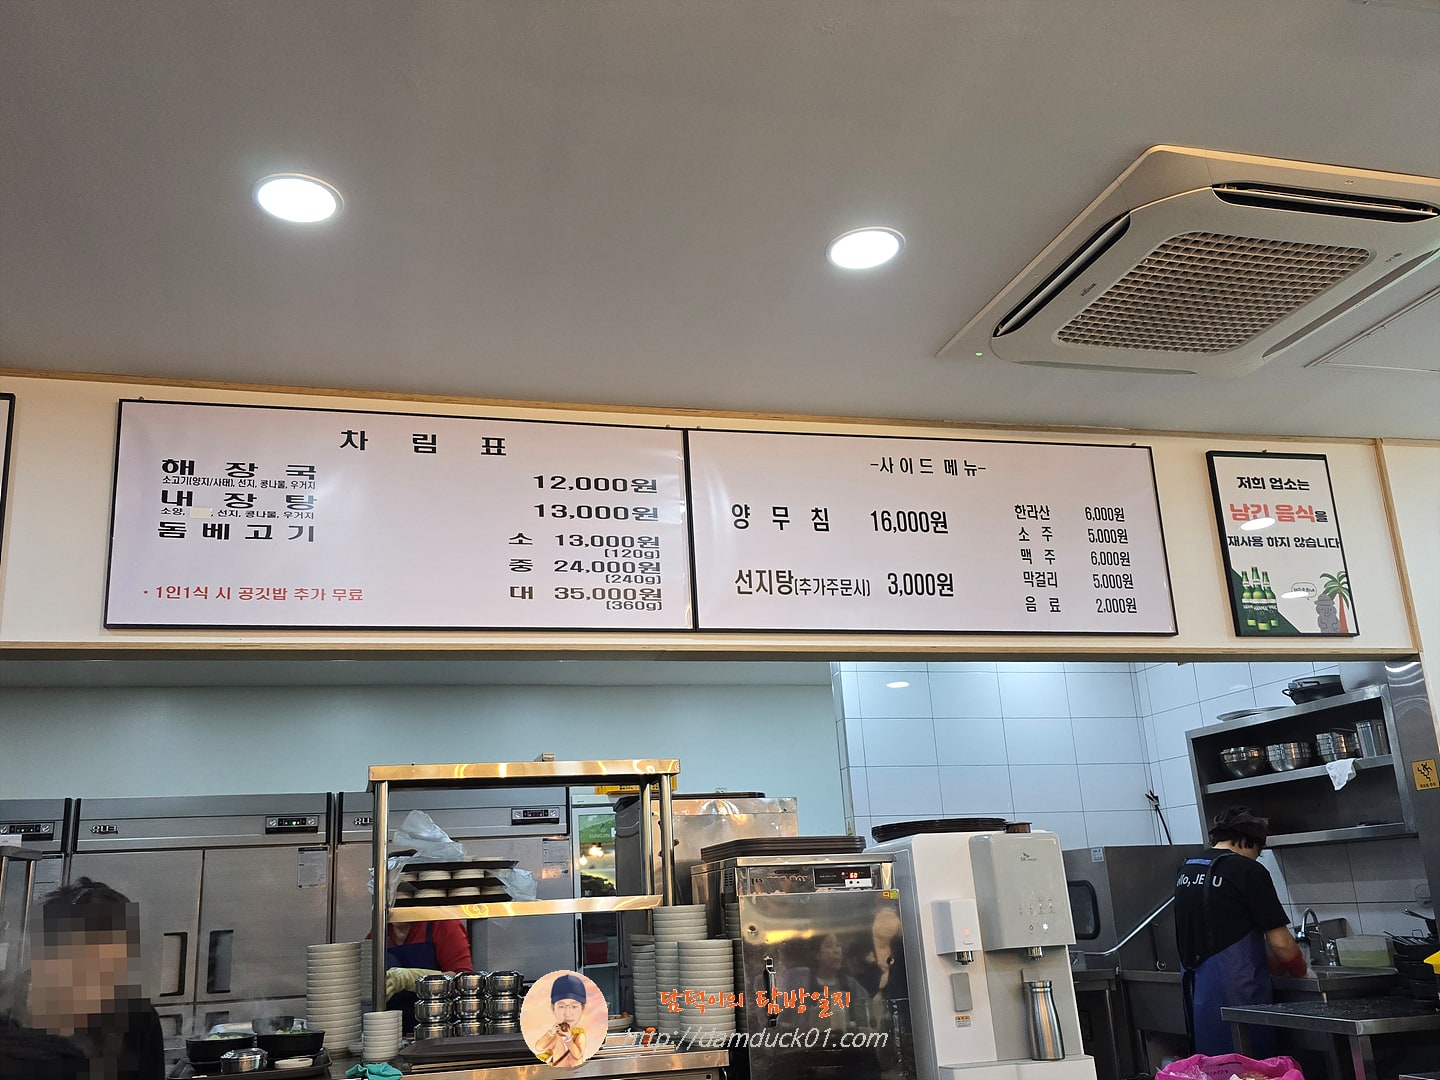 차 림 표
해 장 국 12,000원
소고기(양지/사태), 선지, 콩나물, 우거지
내 장 탕 13,000원
소양, , 선지, 콩나물, 우거지
돔베고기 소 13,000원
(120g)
중 24,000원
(240g)
대 35,000원
(360g)
* 1인1식 시 공깃밥 추가 무료
-사이드 메뉴-
양 무 침 16,000원
선지탕(추가주문시) 3,000원
한라산 6,000원
소 주 5,000원
맥 주 6,000원
막걸리 5,000원
음 료 2,000원
저희 업소는
남긴 음식을
재사용 하지 않습니다
유니크
담덕이의 탐방일지
http://damduck01.com